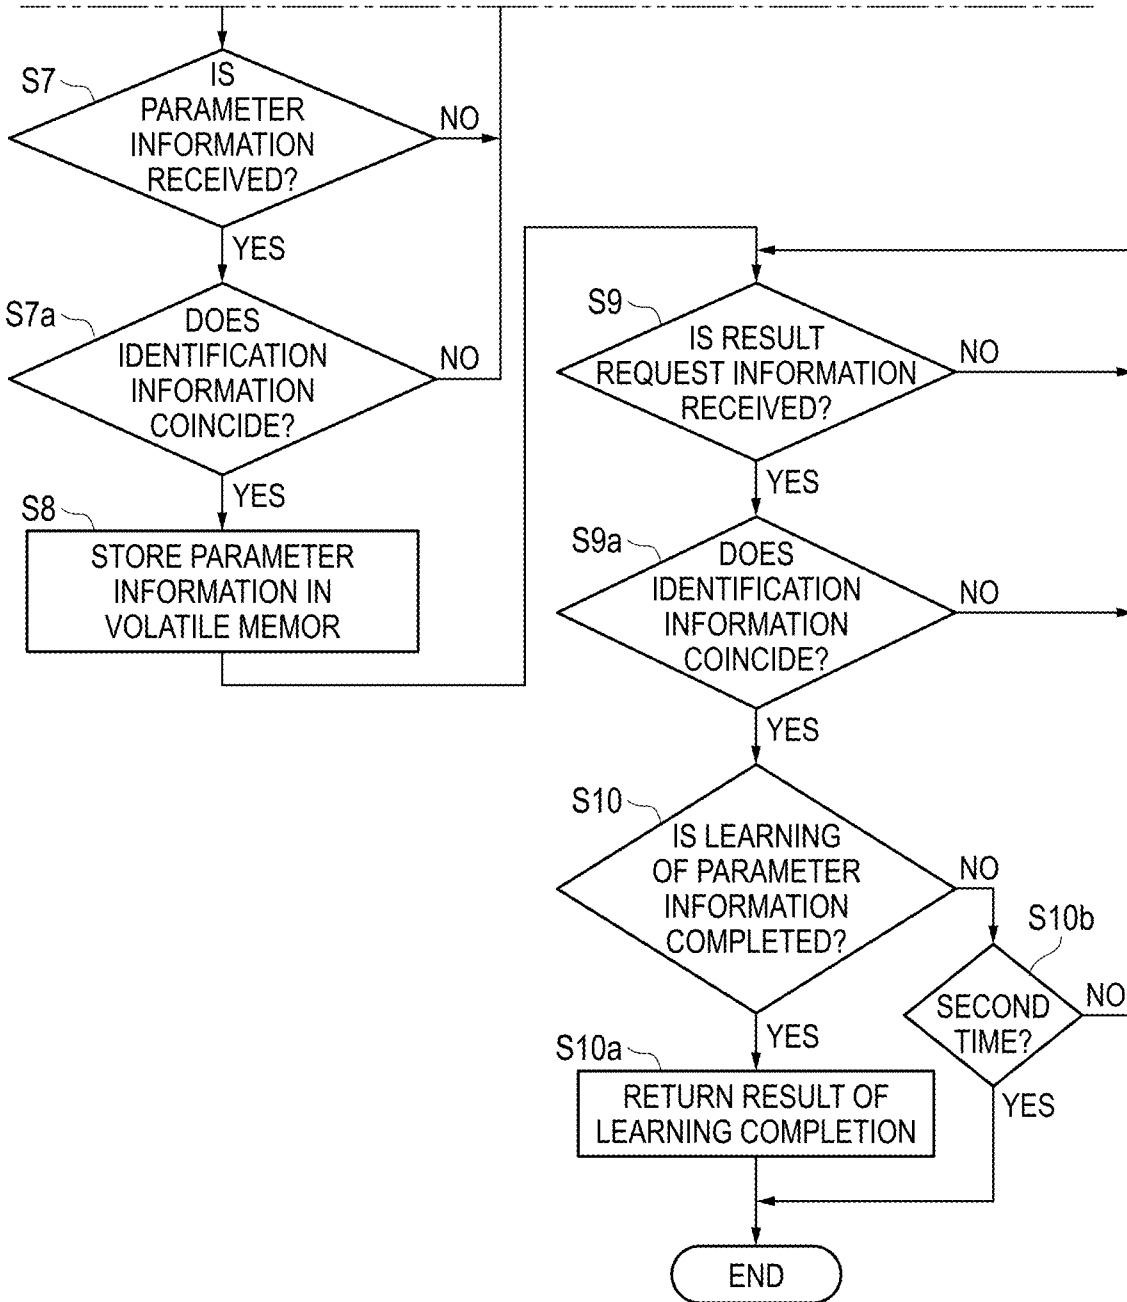 S7
IS
PARAMETER
INFORMATION
RECEIVED?
NO
YES
S7a
DOES
IDENTIFICATION
INFORMATION
COINCIDE?
NO
YES
S8
STORE PARAMETER
INFORMATION IN
VOLATILE MEMOR
S9
IS RESULT
REQUEST INFORMATION
RECEIVED?
NO
YES
S9a
DOES
IDENTIFICATION
INFORMATION
COINCIDE?
NO
YES
S10
IS LEARNING
OF PARAMETER
INFORMATION
COMPLETED?
NO
YES
S10b
SECOND
TIME?
NO
YES
S10a
RETURN RESULT OF
LEARNING COMPLETION
END